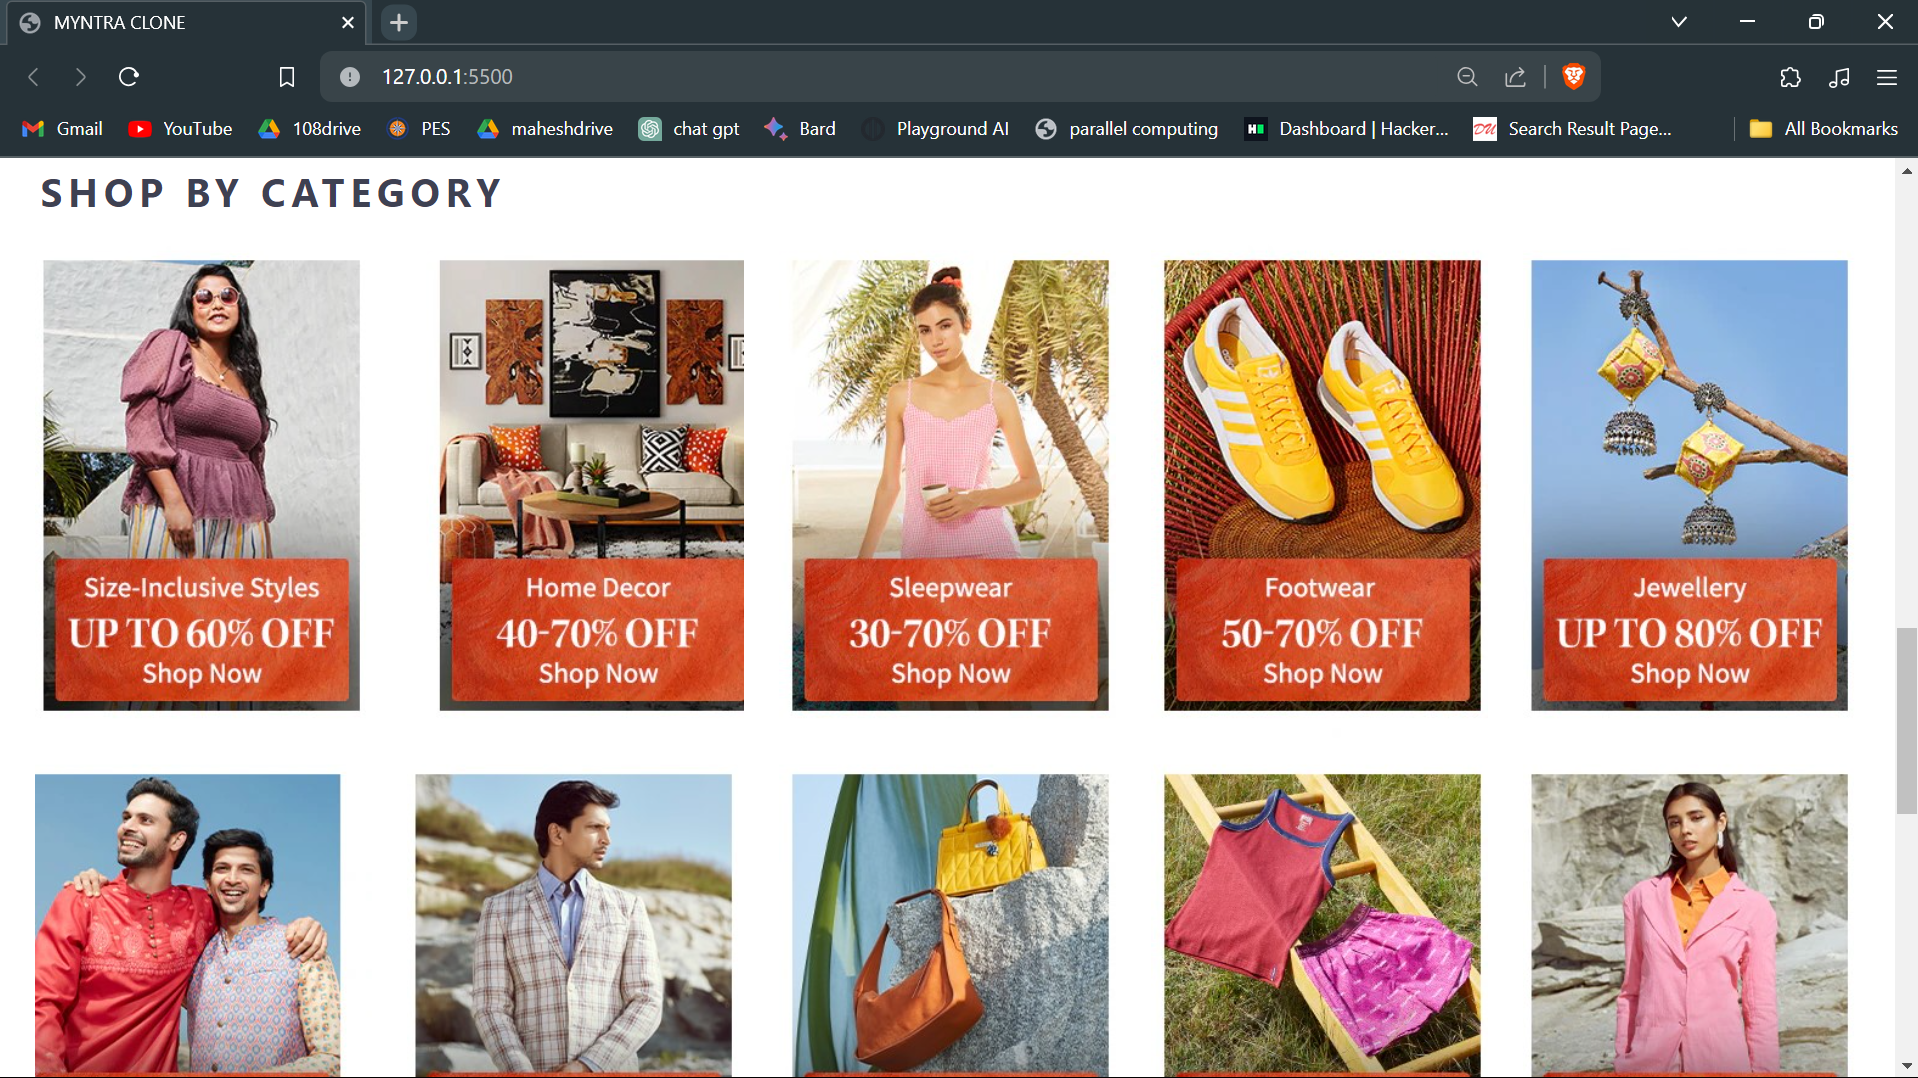 MYNTRA CLONE
127.0.0.1:5500
Gmail
YouTube
108drive
PES
maheshdrive
chat gpt
Bard
Playground AI
parallel computing
Dashboard | Hacker...
DU
Search Result Page...
All Bookmarks
SHOP BY CATEGORY
Size-Inclusive Styles
UP TO 60% OFF
Shop Now
Home Decor
40-70% OFF
Shop Now
Sleepwear
30-70% OFF
Shop Now
Footwear
50-70% OFF
Shop Now
Jewellery
UP TO 80% OFF
Shop Now